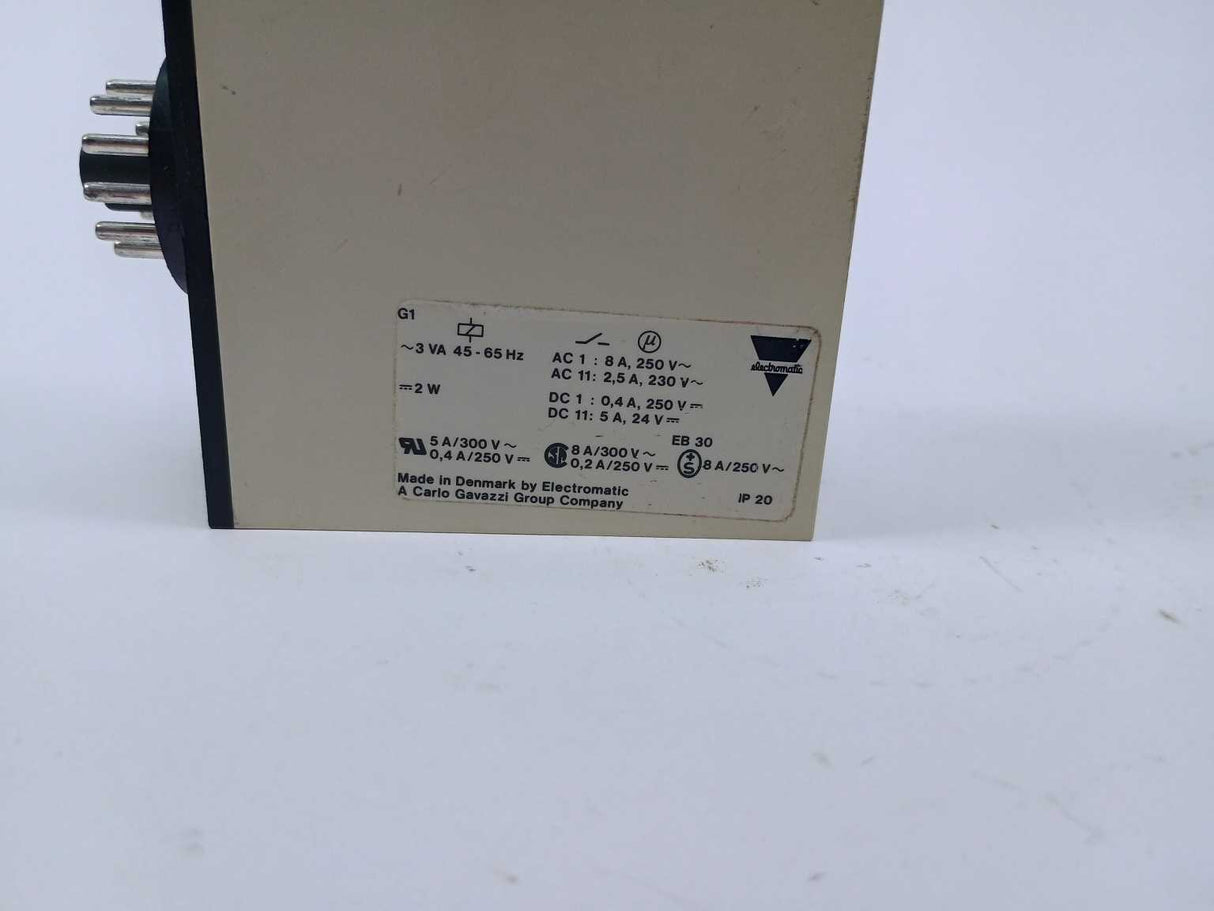 G1
~3 VA 45 - 65 Hz
⎓2 W
µ
AC 1 : 8 A, 250 V~
AC 11: 2,5 A, 230 V~
DC 1 : 0,4 A, 250 V⎓
DC 11: 5 A, 24 V⎓
electromatic
EB 30
5 A/300 V ~
0,4 A/250 V ⎓
8 A/300 V ~
0,2 A/250 V ⎓
+S
8 A/250 V~
Made in Denmark by Electromatic
A Carlo Gavazzi Group Company
IP 20